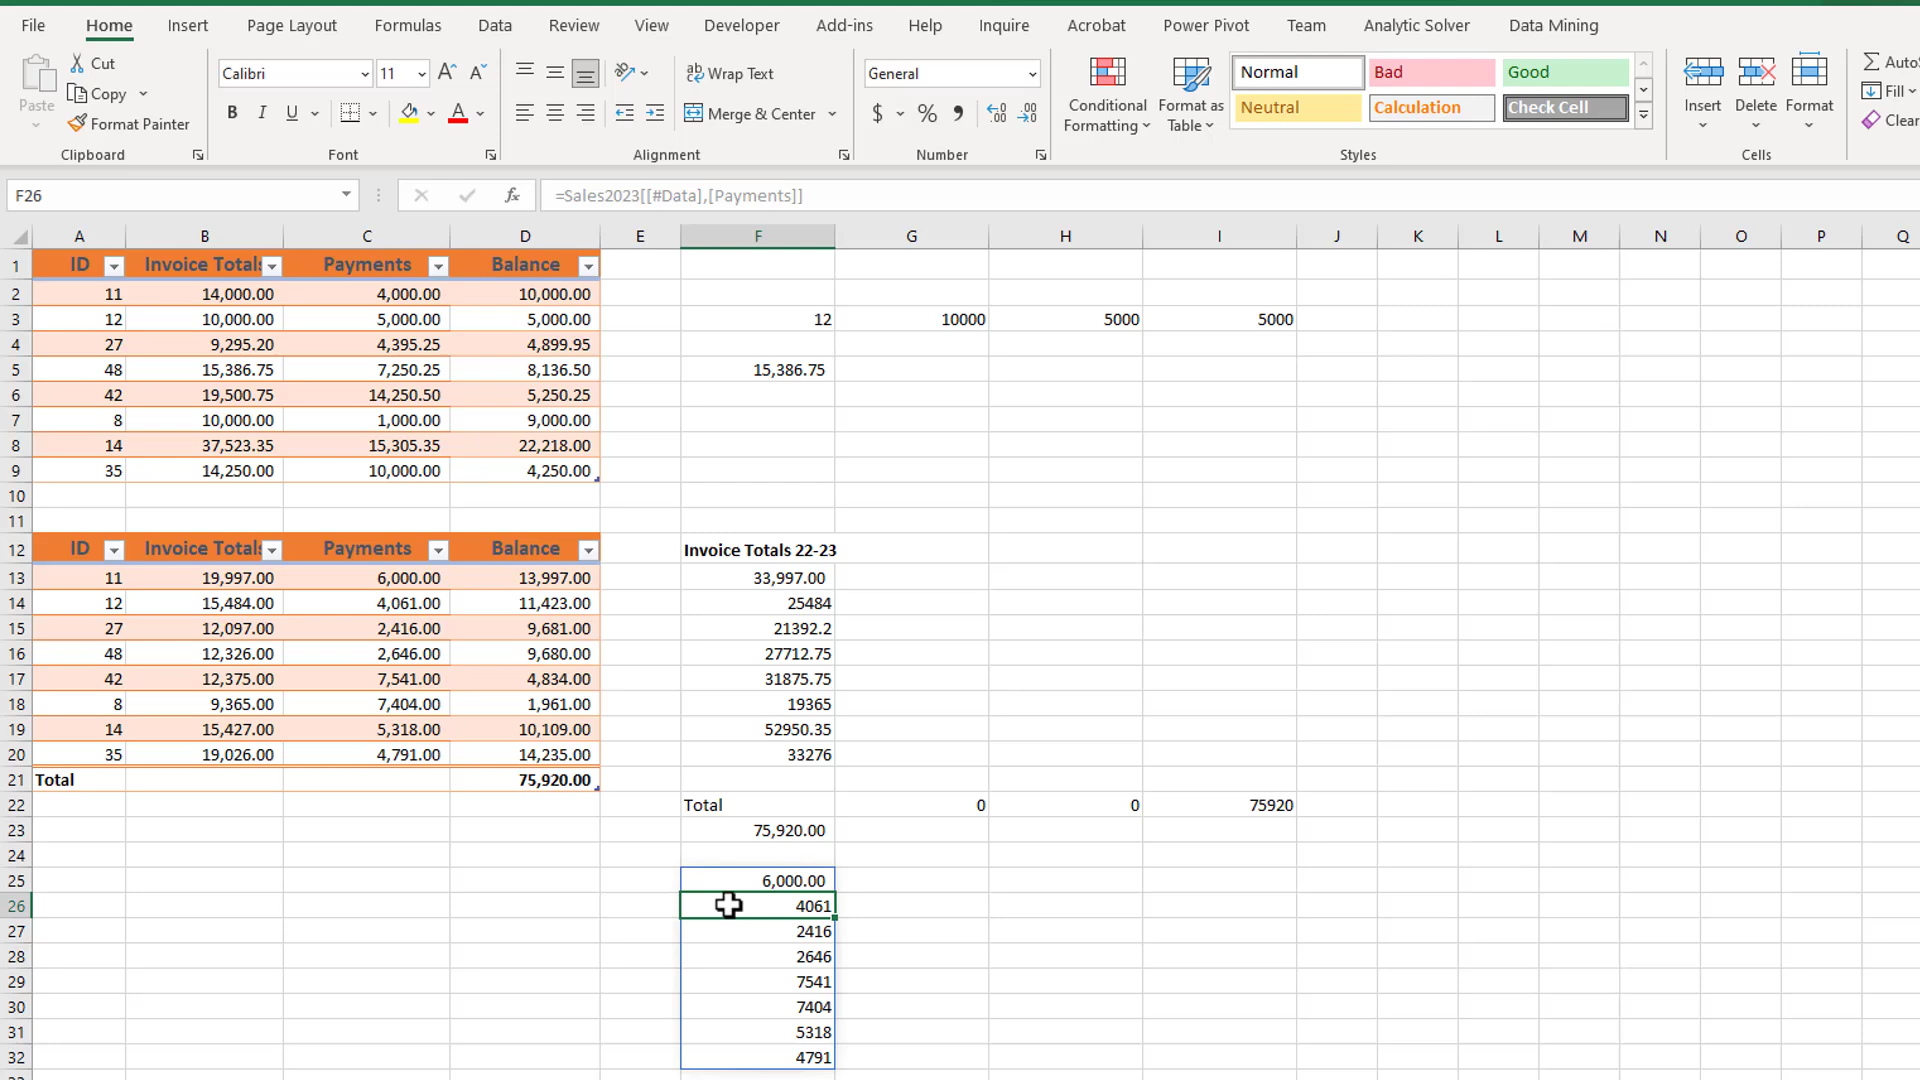 File Home Insert Page Layout Formulas Data Review View Developer Add-ins Help Inquire Acrobat Power Pivot Team Analytic Solver Data Mining
Paste Cut Copy Format Painter Clipboard
Calibri 11 B I U Font
Wrap Text Merge & Center Alignment
General $ % Number
Conditional Formatting Format as Table
Normal Bad Good
Neutral Calculation Check Cell
Styles
Insert Delete Format Cells
Auto
Fill
Clear
F26 fx =Sales2023[[#Data],[Payments]]
A B C D E F G H I J K L M N O P Q
1 ID Invoice Totals Payments Balance
2 11 14,000.00 4,000.00 10,000.00
3 12 10,000.00 5,000.00 5,000.00 12 10000 5000 5000
4 27 9,295.20 4,395.25 4,899.95
5 48 15,386.75 7,250.25 8,136.50 15,386.75
6 42 19,500.75 14,250.50 5,250.25
7 8 10,000.00 1,000.00 9,000.00
8 14 37,523.35 15,305.35 22,218.00
9 35 14,250.00 10,000.00 4,250.00
10
11
12 ID Invoice Totals Payments Balance Invoice Totals 22-23
13 11 19,997.00 6,000.00 13,997.00 33,997.00
14 12 15,484.00 4,061.00 11,423.00 25484
15 27 12,097.00 2,416.00 9,681.00 21392.2
16 48 12,326.00 2,646.00 9,680.00 27712.75
17 42 12,375.00 7,541.00 4,834.00 31875.75
18 8 9,365.00 7,404.00 1,961.00 19365
19 14 15,427.00 5,318.00 10,109.00 52950.35
20 35 19,026.00 4,791.00 14,235.00 33276
21 Total 75,920.00
22 Total 0 0 75920
23 75,920.00
24
25 6,000.00
26 4061
27 2416
28 2646
29 7541
30 7404
31 5318
32 4791